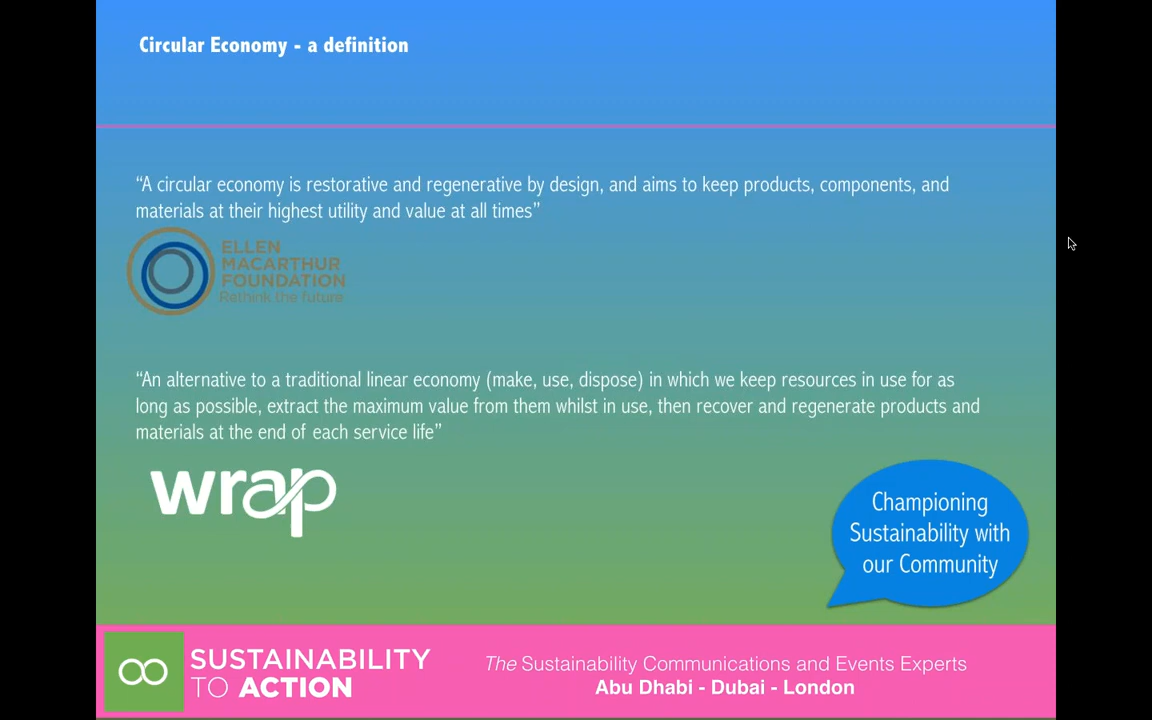 Circular Economy - a definition
“A circular economy is restorative and regenerative by design, and aims to keep products, components, and
materials at their highest utility and value at all times”
ELLEN
MACARTHUR
FOUNDATION
Rethink the future
“An alternative to a traditional linear economy (make, use, dispose) in which we keep resources in use for as
long as possible, extract the maximum value from them whilst in use, then recover and regenerate products and
materials at the end of each service life”
wrap
Championing
Sustainability with
our Community
SUSTAINABILITY
TO ACTION
The Sustainability Communications and Events Experts
Abu Dhabi - Dubai - London